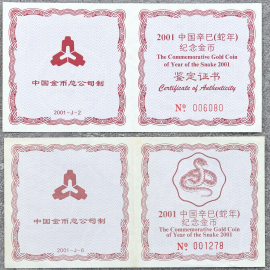 中国金币总公司制
2001-J-2
2001 中国辛巳(蛇年)
纪念金币
The Commemorative Gold Coin
of Year of the Snake 2001
鉴定证书
Certificate of Authenticity
No 006080
中国金币总公司制
2001-J-6
2001 中国辛巳(蛇年)
纪念金币
The Commemorative Gold Coin
of Year of the Snake 2001
No 001278